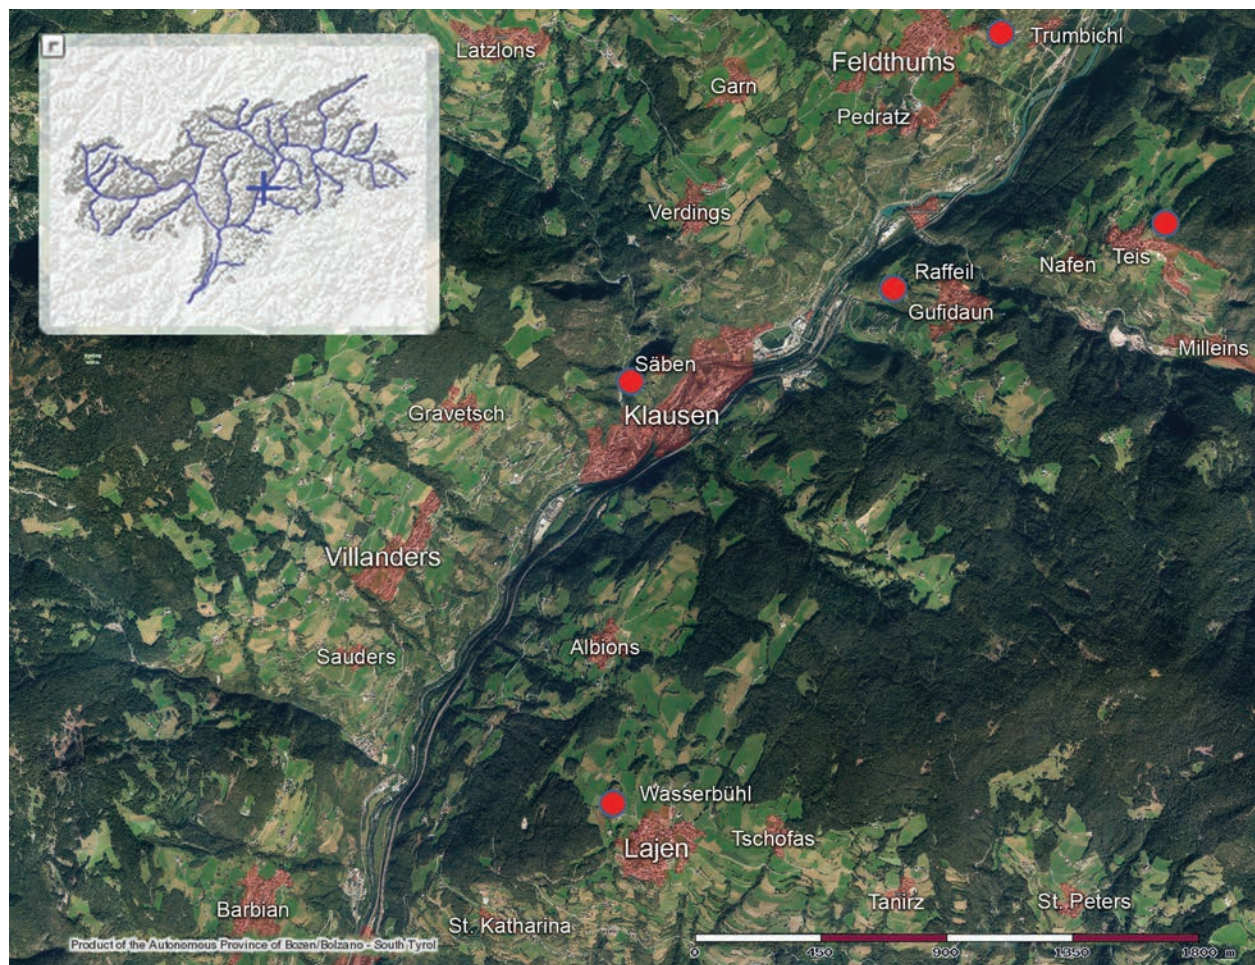 Latzlons
Trumbichl
Feldthums
Garn
Pedratz
Verdings
Teis
Nafen
Raffeil
Gufidaun
Milleins
Säben
Gravetsch
Klausen
Villanders
Albions
Sauders
Wasserbühl
Tschofas
Lajen
Tanirz
St. Peters
Barbian
St. Katharina
Product of the Autonomous Province of Bozen/Bolzano - South Tyrol
0 450 900 1350 1800 m